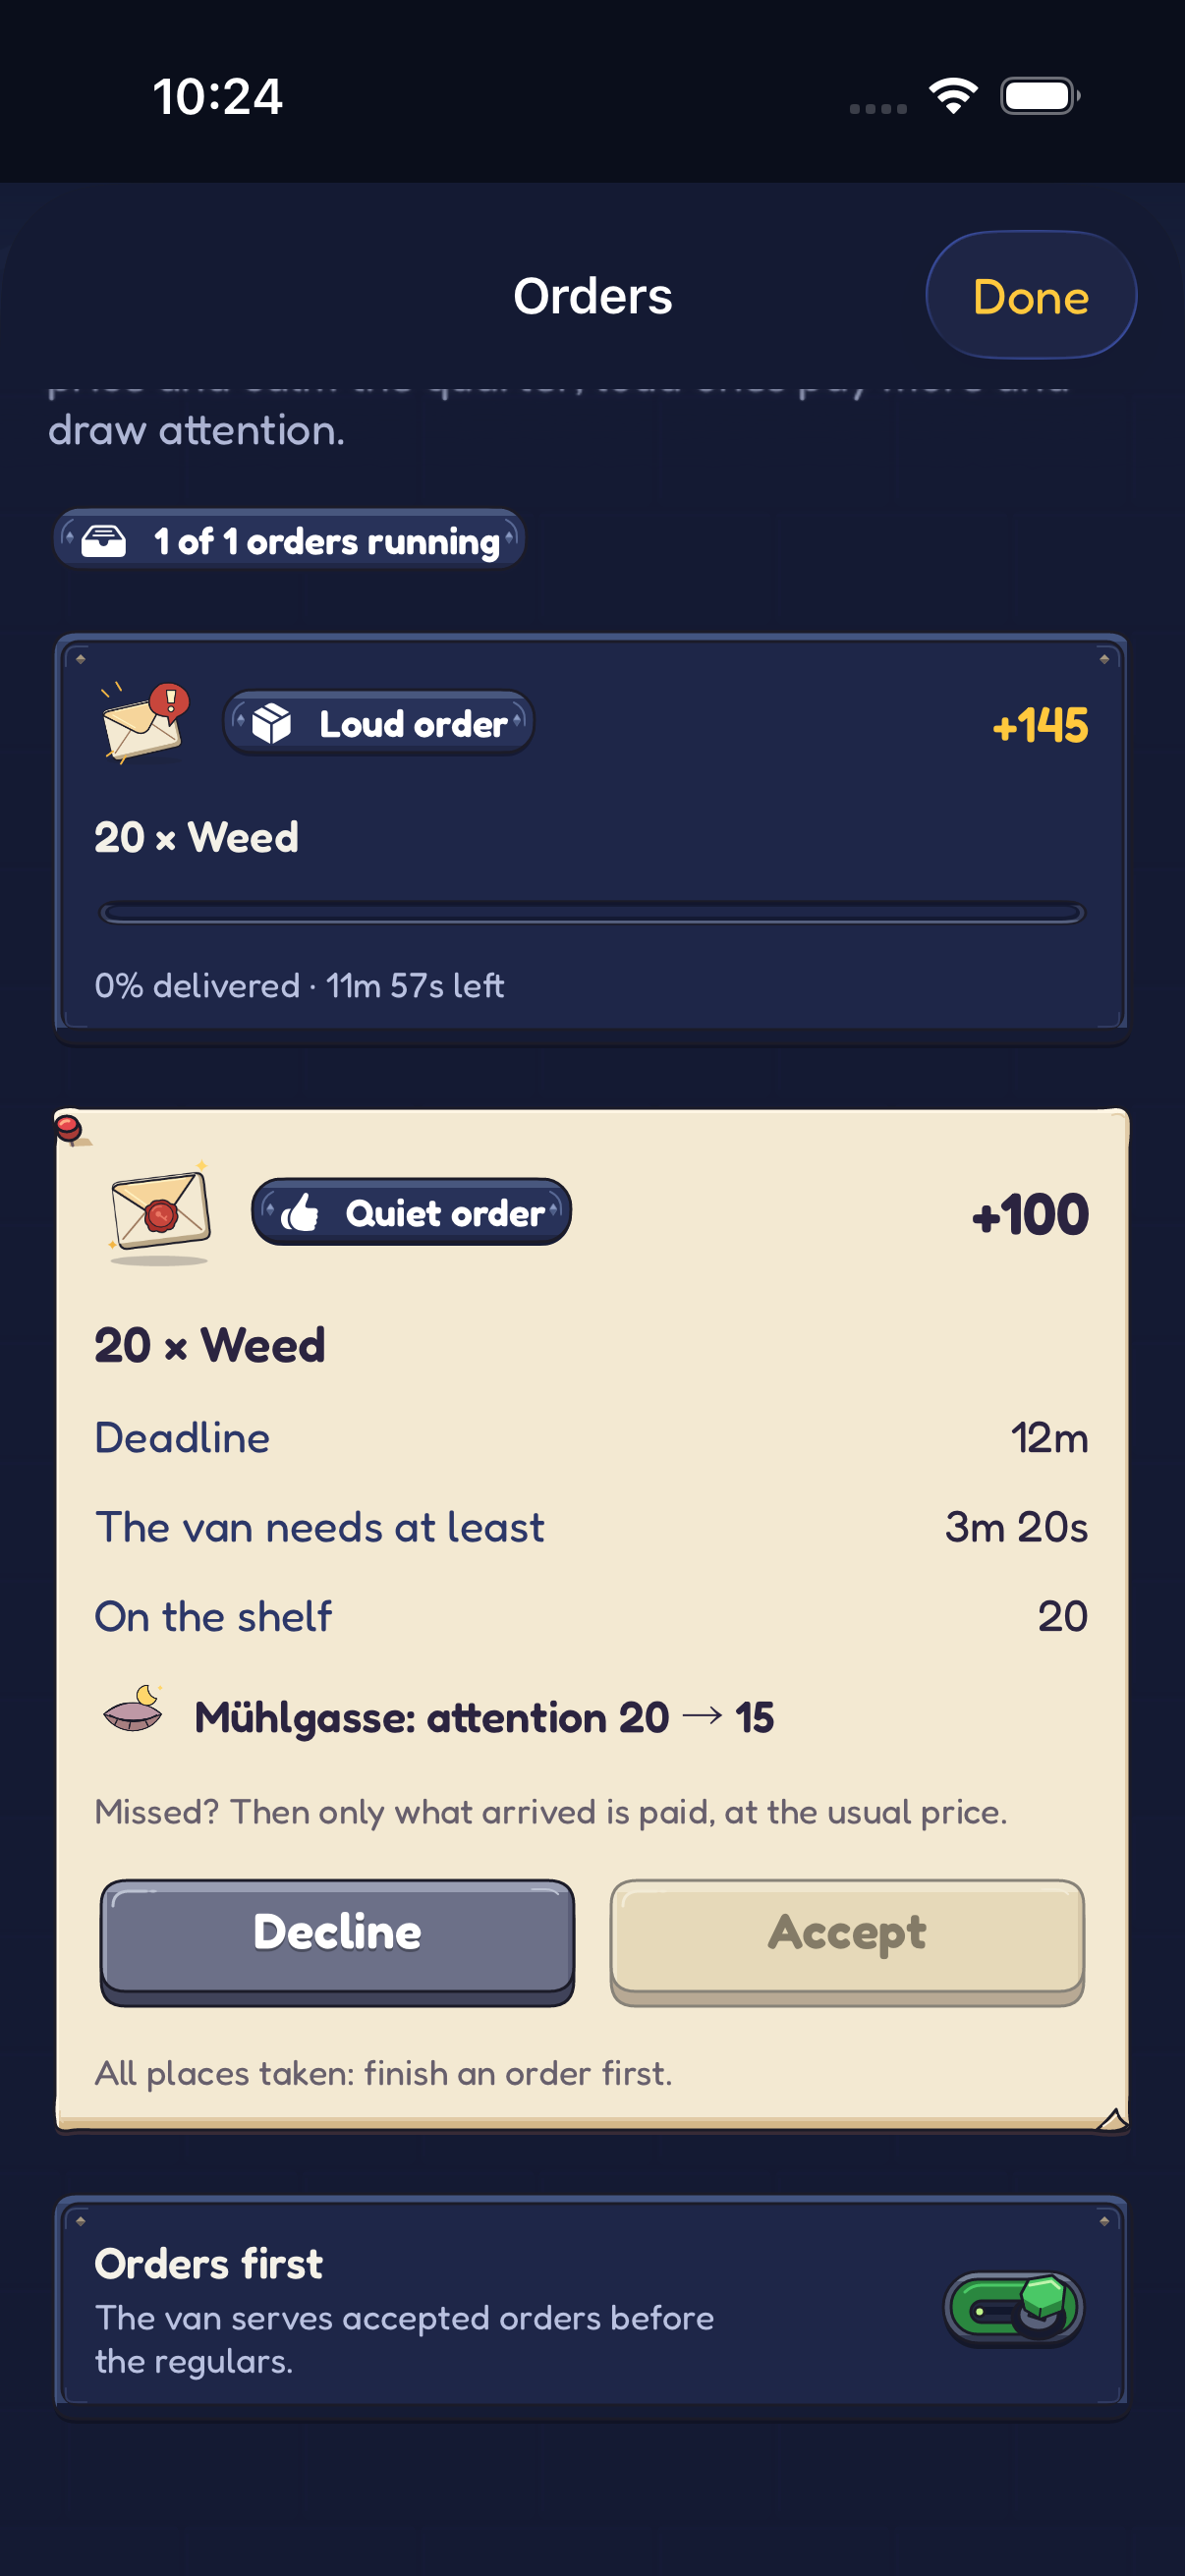 10:24
Orders
Done
draw attention.
1 of 1 orders running
Loud order
+145
20 × Weed
0% delivered · 11m 57s left
Quiet order
+100
20 × Weed
Deadline
12m
The van needs at least
3m 20s
On the shelf
20
Mühlgasse: attention 20 → 15
Missed? Then only what arrived is paid, at the usual price.
Decline
Accept
All places taken: finish an order first.
Orders first
The van serves accepted orders before
the regulars.